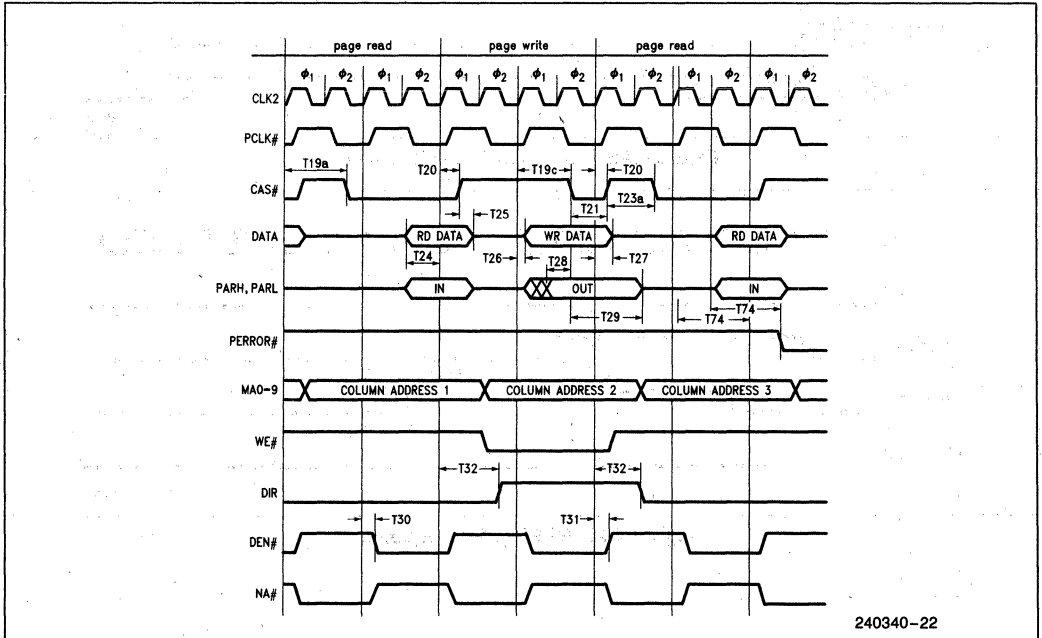 page read page write page read
ϕ1 ϕ2 ϕ1 ϕ2 ϕ1 ϕ2 ϕ1 ϕ2 ϕ1 ϕ2 ϕ1 ϕ2 ϕ1 ϕ2
CLK2
PCLK#
T19a T20 T19c T20
CAS# T23a
T21
T25
DATA RD DATA WR DATA RD DATA
T24 T26 T28 T27
PARH, PARL IN OUT IN
T29 T74 T74
PERROR#
MA0-9 COLUMN ADDRESS 1 COLUMN ADDRESS 2 COLUMN ADDRESS 3
WE#
T32 T32
DIR
T30 T31
DEN#
NA#
240340-22